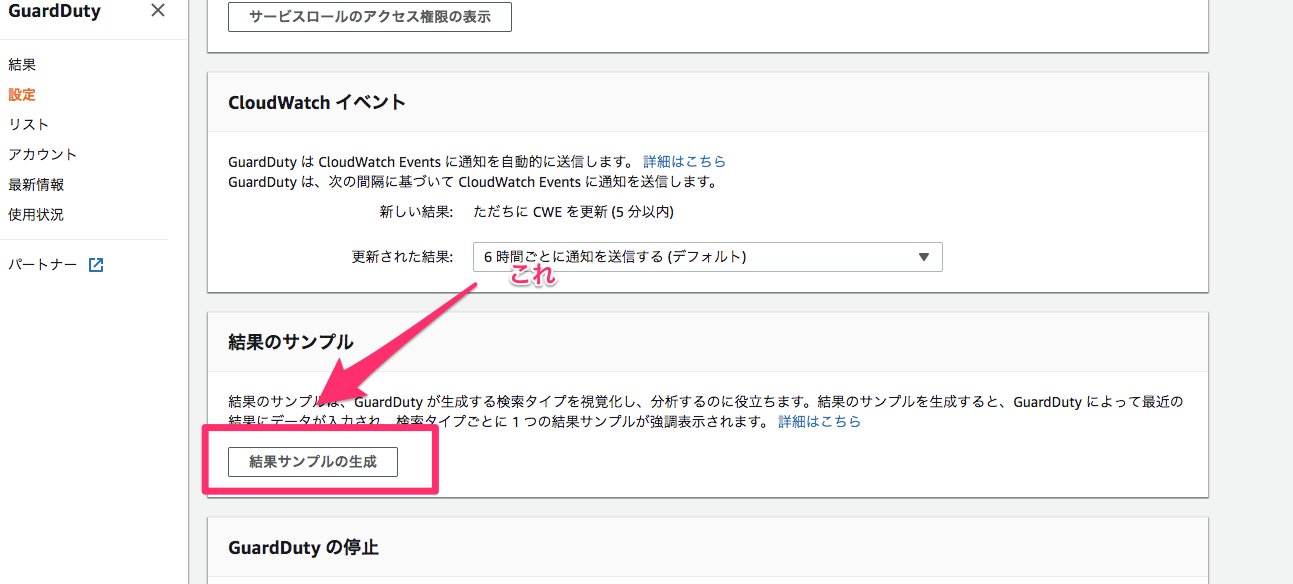 GuardDuty
結果
設定
リスト
アカウント
最新情報
使用状況
パートナー
サービスロールのアクセス権限の表示
CloudWatch イベント
GuardDuty は CloudWatch Events に通知を自動的に送信します。 詳細はこちら
GuardDuty は、次の間隔に基づいて CloudWatch Events に通知を送信します。
新しい結果: ただちに CWE を更新 (5 分以内)
更新された結果: 6 時間ごとに通知を送信する (デフォルト)
これ
結果のサンプル
結果のサンプルは、GuardDuty が生成する検索タイプを視覚化し、分析するのに役立ちます。結果のサンプルを生成すると、GuardDuty によって最近の
結果にデータが入力され、検索タイプごとに 1 つの結果サンプルが強調表示されます。 詳細はこちら
結果サンプルの生成
GuardDuty の停止